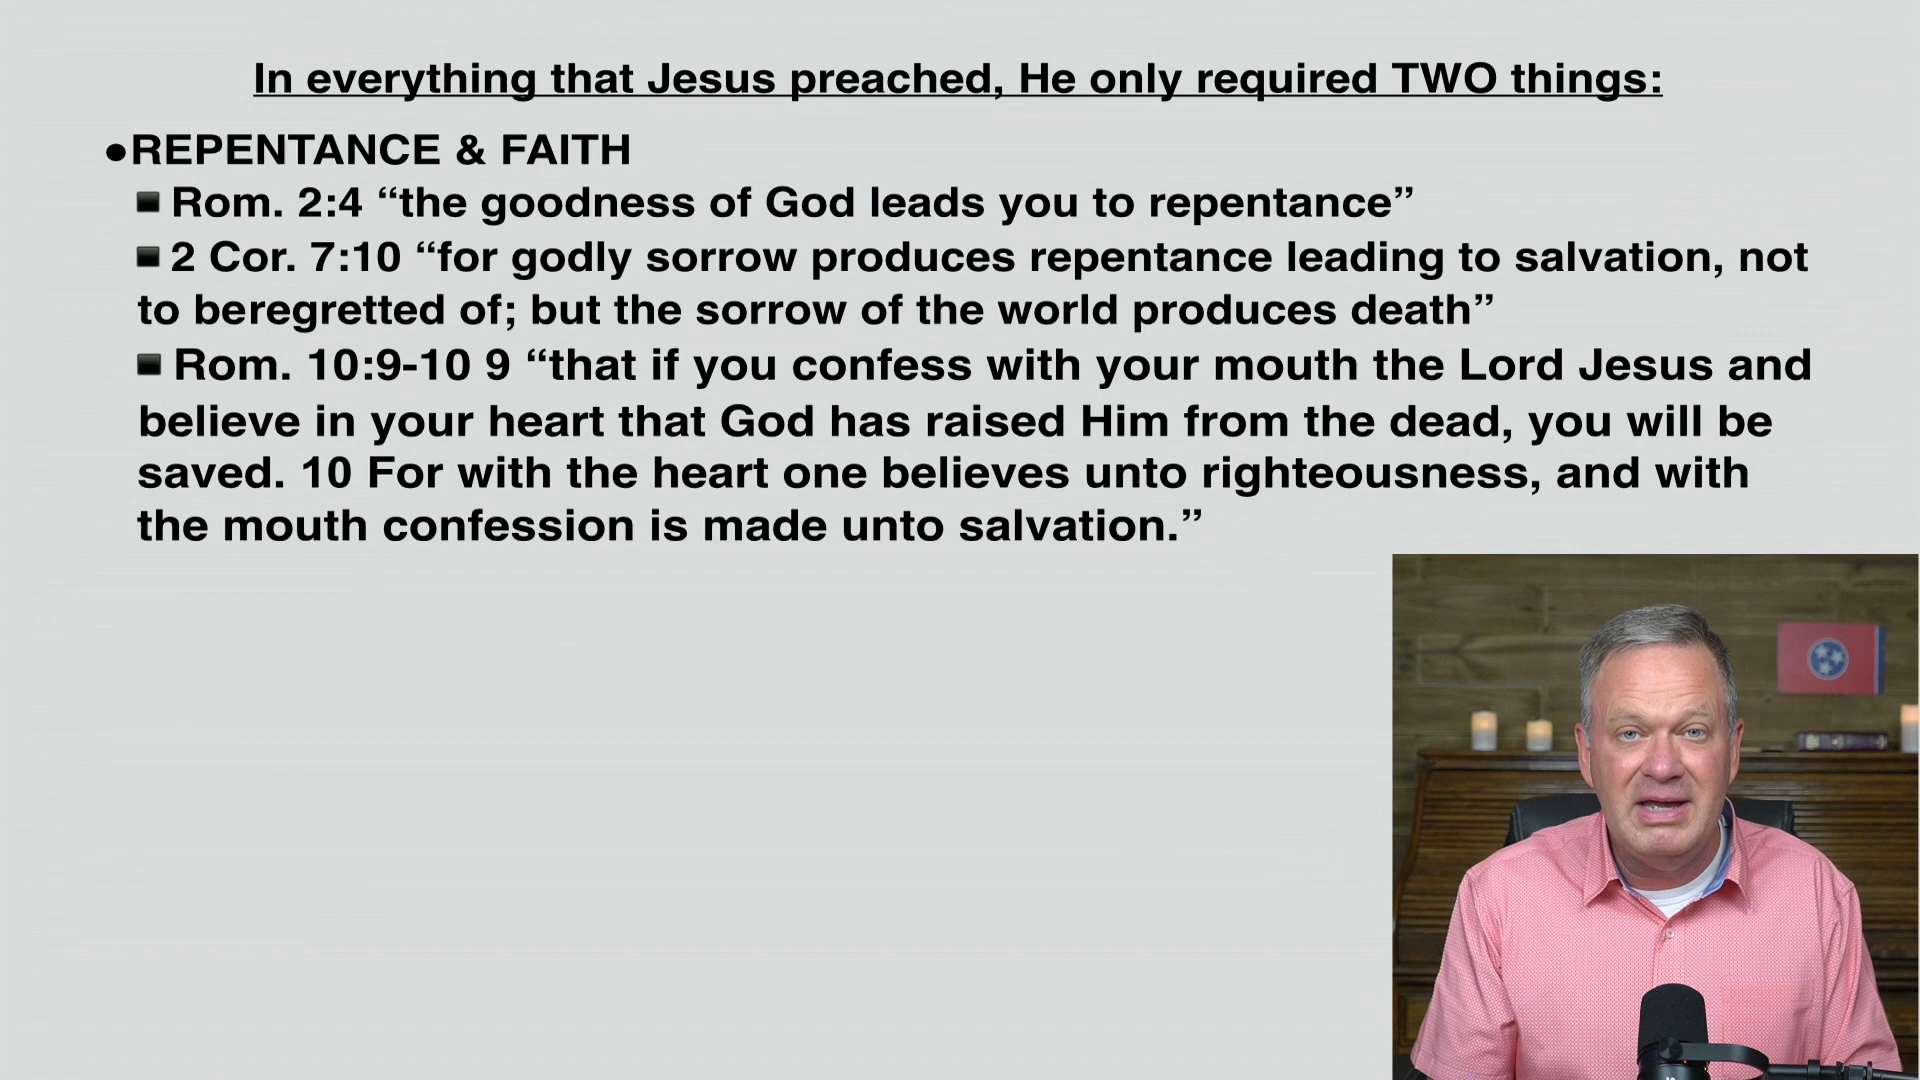 In everything that Jesus preached, He only required TWO things:
●REPENTANCE & FAITH
▪Rom. 2:4 “the goodness of God leads you to repentance”
▪2 Cor. 7:10 “for godly sorrow produces repentance leading to salvation, not
to beregretted of; but the sorrow of the world produces death”
▪Rom. 10:9-10 9 “that if you confess with your mouth the Lord Jesus and
believe in your heart that God has raised Him from the dead, you will be
saved. 10 For with the heart one believes unto righteousness, and with
the mouth confession is made unto salvation.”